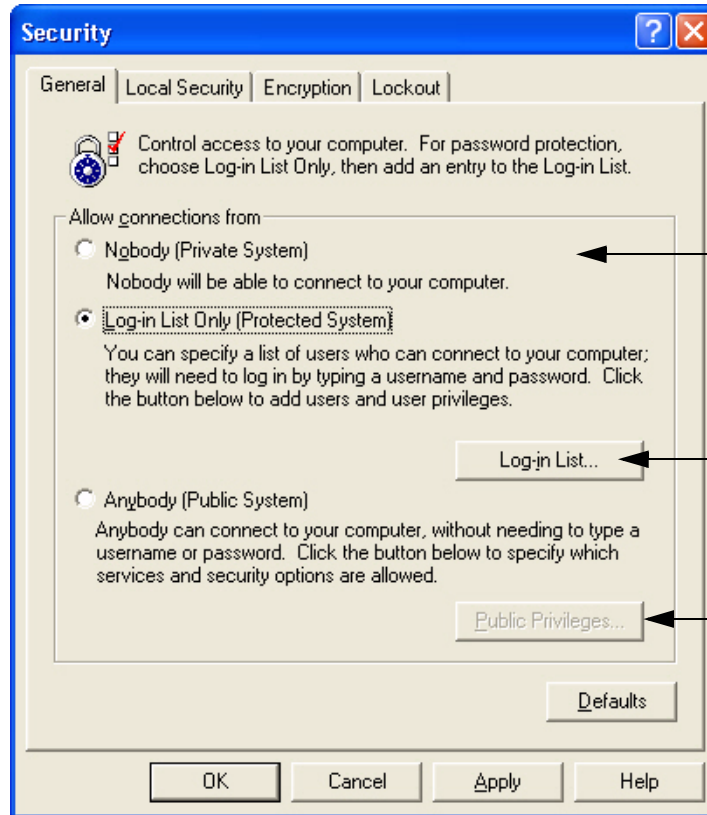 Security
General Local Security Encryption Lockout
Control access to your computer. For password protection,
choose Log-in List Only, then add an entry to the Log-in List.
Allow connections from
Nobody (Private System)
Nobody will be able to connect to your computer.
Log-in List Only (Protected System)
You can specify a list of users who can connect to your computer;
they will need to log in by typing a username and password. Click
the button below to add users and user privileges.
Log-in List...
Anybody (Public System)
Anybody can connect to your computer, without needing to type a
username or password. Click the button below to specify which
services and security options are allowed.
Public Privileges...
Defaults
OK Cancel Apply Help